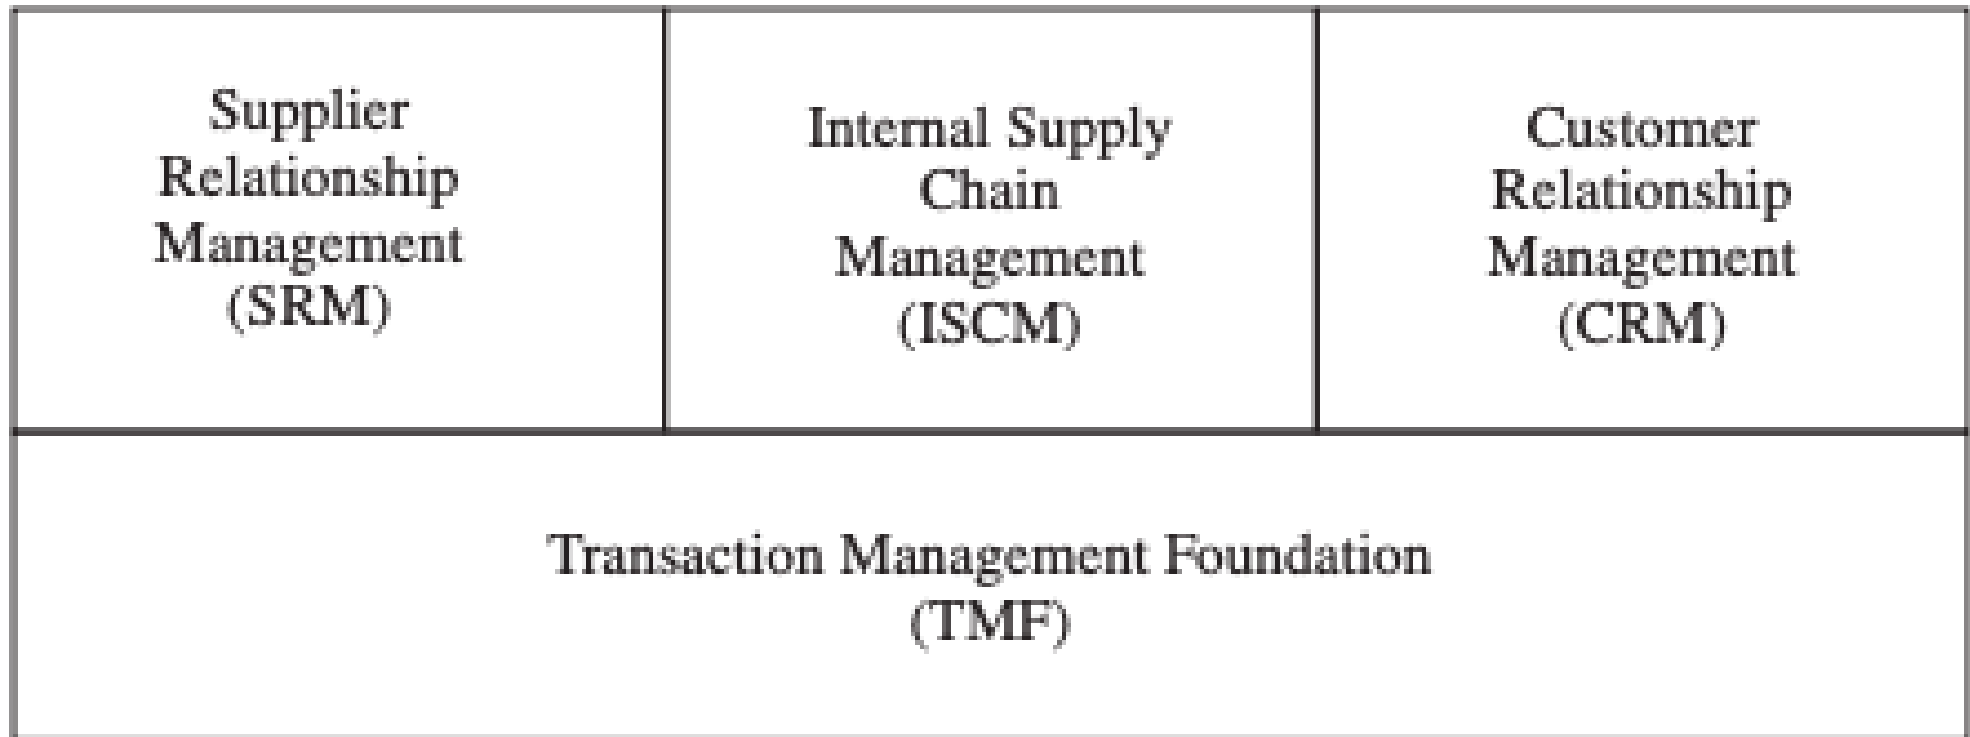 Supplier
Relationship
Management
(SRM)
Internal Supply
Chain
Management
(ISCM)
Customer
Relationship
Management
(CRM)
Transaction Management Foundation
(TMF)